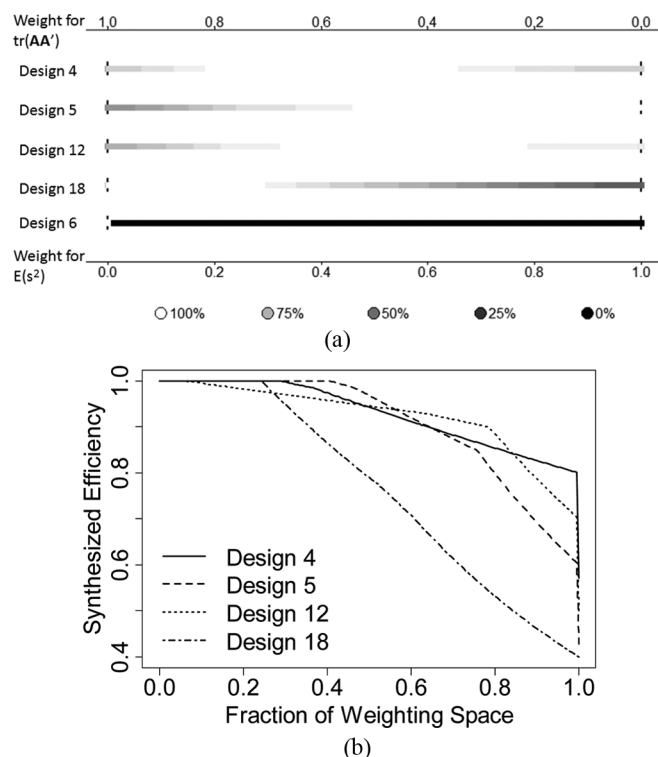 Weight for tr(AA′)
1,0 0,8 0,6 0,4 0,2 0,0
Design 4
Design 5
Design 12
Design 18
Design 6
Weight for E(s²)
0.0 0.2 0.4 0.6 0.8 1.0
100% 75% 50% 25% 0%
(a)
Synthesized Efficiency
1.0
0.8
0.6
0.4
Design 4
Design 5
Design 12
Design 18
0.0 0.2 0.4 0.6 0.8 1.0
Fraction of Weighting Space
(b)